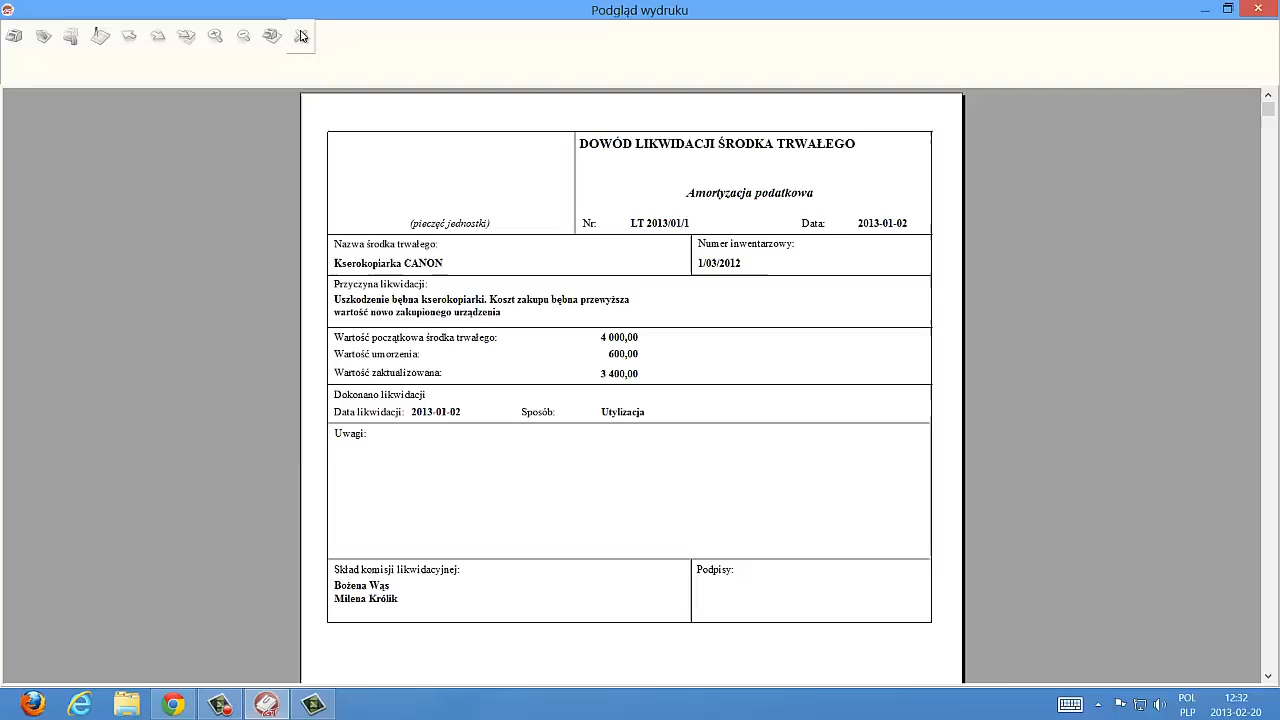 Podgląd wydruku
DOWÓD LIKWIDACJI ŚRODKA TRWAŁEGO
Amortyzacja podatkowa
(pieczęć jednostki)
Nr: LT 2013/01/1 Data: 2013-01-02
Nazwa środka trwałego:
Kserokopiarka CANON
Numer inwentarzowy:
1/03/2012
Przyczyna likwidacji:
Uszkodzenie bębna kserokopiarki. Koszt zakupu bębna przewyższa
wartość nowo zakupionego urządzenia
Wartość początkowa środka trwałego: 4 000,00
Wartość umorzenia: 600,00
Wartość zaktualizowana: 3 400,00
Dokonano likwidacji
Data likwidacji: 2013-01-02 Sposób: Utylizacja
Uwagi:
Skład komisji likwidacyjnej:
Bożena Wąs
Milena Królik
Podpisy:
POL 12:32
PLP 2013-02-20